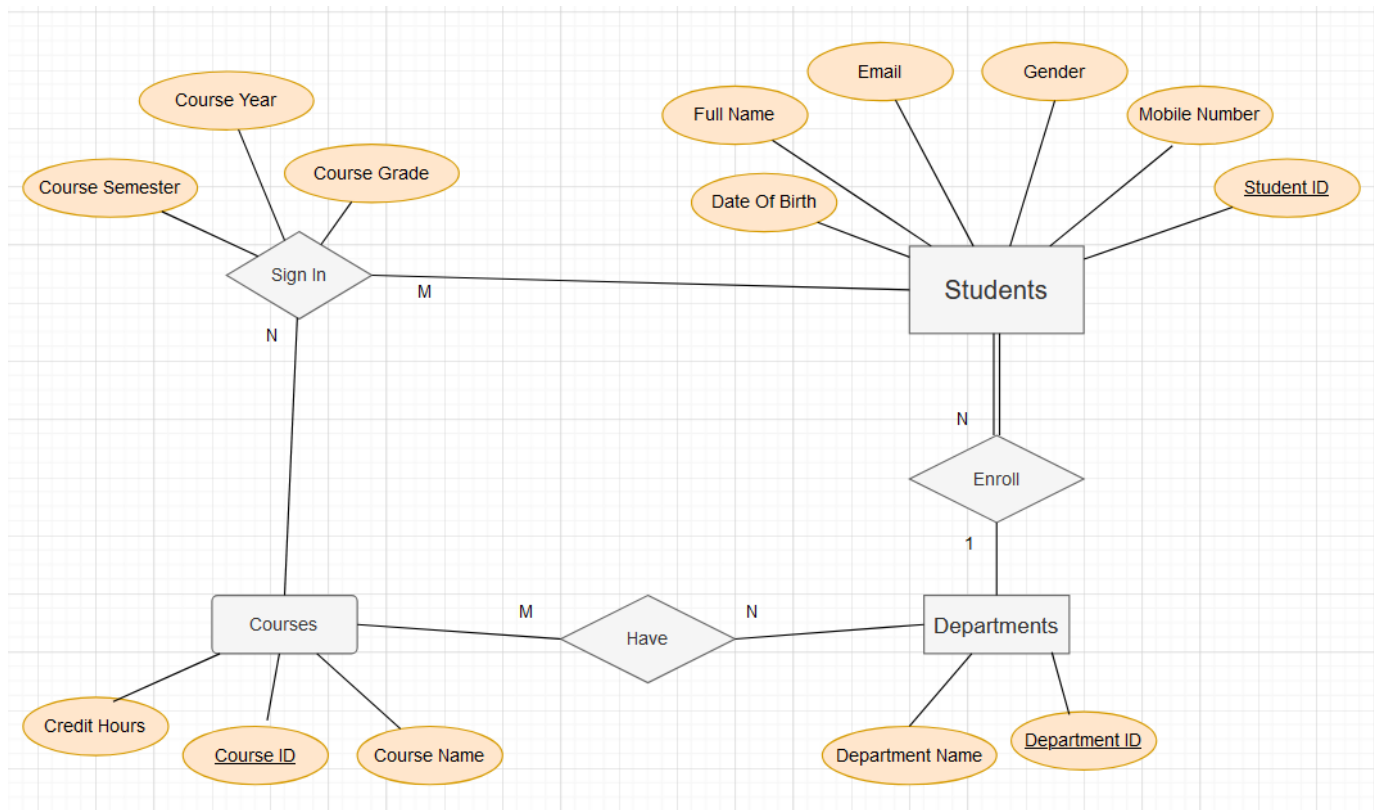 Email
Gender
Course Year
Full Name
Mobile Number
Course Semester
Course Grade
Date Of Birth
Student ID
Sign In
Students
M
N
N
Enroll
1
Courses
M
Have
N
Departments
Credit Hours
Course ID
Course Name
Department Name
Department ID